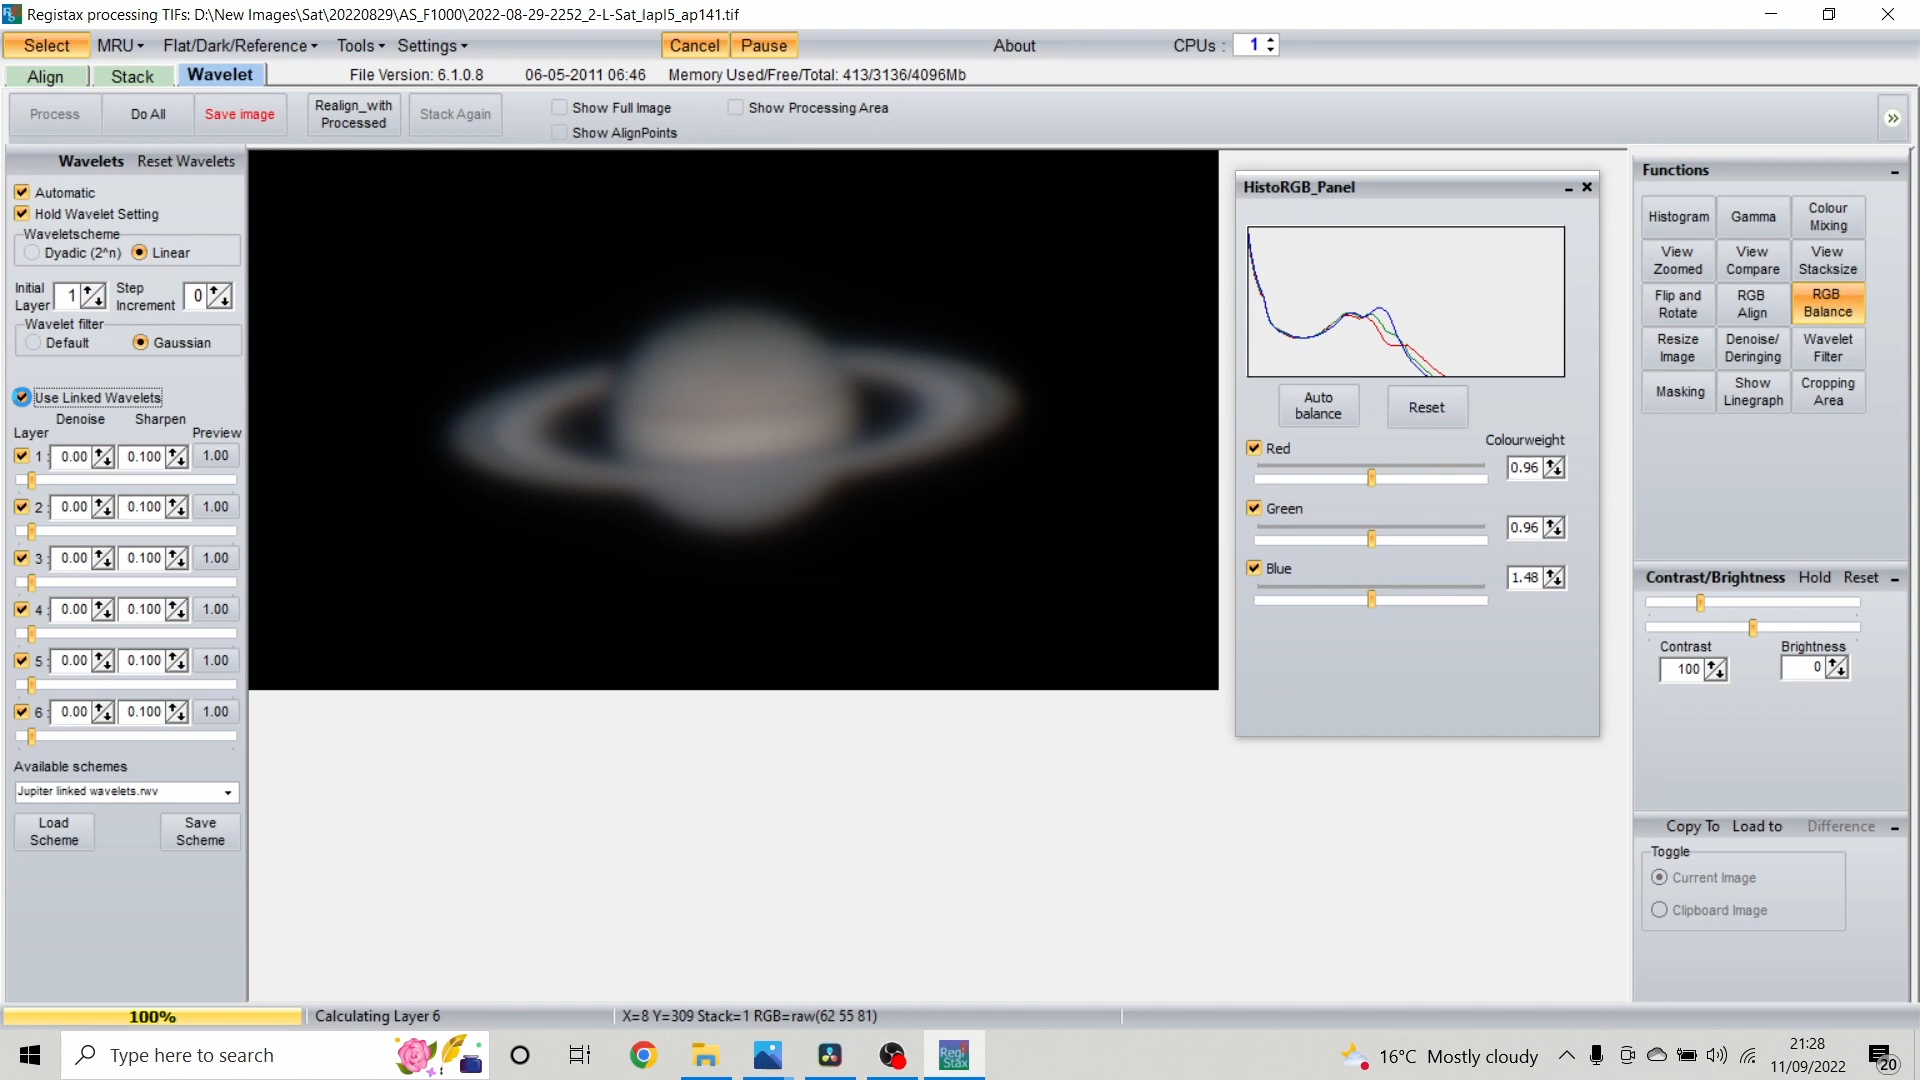 Registax processing TIFs: D:\New Images\Sat\20220829\AS_F1000\2022-08-29-2252_2-L-Sat_lapl5_ap141.tif
Select MRU Flat/Dark/Reference Tools Settings Cancel Pause About CPUs : 1
Align Stack Wavelet File Version: 6.1.0.8 06-05-2011 06:46 Memory Used/Free/Total: 413/3136/4096Mb
Process Do All Save image Realign_with Processed Stack Again Show Full Image Show Processing Area
Show AlignPoints
Wavelets Reset Wavelets
Automatic
Hold Wavelet Setting
Waveletscheme
Dyadic (2^n) Linear
Initial Layer 1 Step Increment 0
Wavelet filter
Default Gaussian
Use Linked Wavelets
Denoise Sharpen
Layer Preview
1 : 0.00 0.100 1.00
2 : 0.00 0.100 1.00
3 : 0.00 0.100 1.00
4 : 0.00 0.100 1.00
5 : 0.00 0.100 1.00
6 : 0.00 0.100 1.00
Available schemes
Jupiter linked wavelets.rwv
Load Scheme Save Scheme
HistoRGB_Panel
Auto balance Reset
Colourweight
Red 0.96
Green 0.96
Blue 1.48
Functions
Histogram Gamma Colour Mixing
View Zoomed View Compare View Stacksize
Flip and Rotate RGB Align RGB Balance
Resize Image Denoise/ Deringing Wavelet Filter
Masking Show Linegraph Cropping Area
Contrast/Brightness Hold Reset
Contrast Brightness
100 0
Copy To Load to Difference
Toggle
Current Image
Clipboard Image
100% Calculating Layer 6 X=8 Y=309 Stack=1 RGB=raw(62 55 81)
Type here to search Regi Stax 16°C Mostly cloudy 21:28
11/09/2022 20